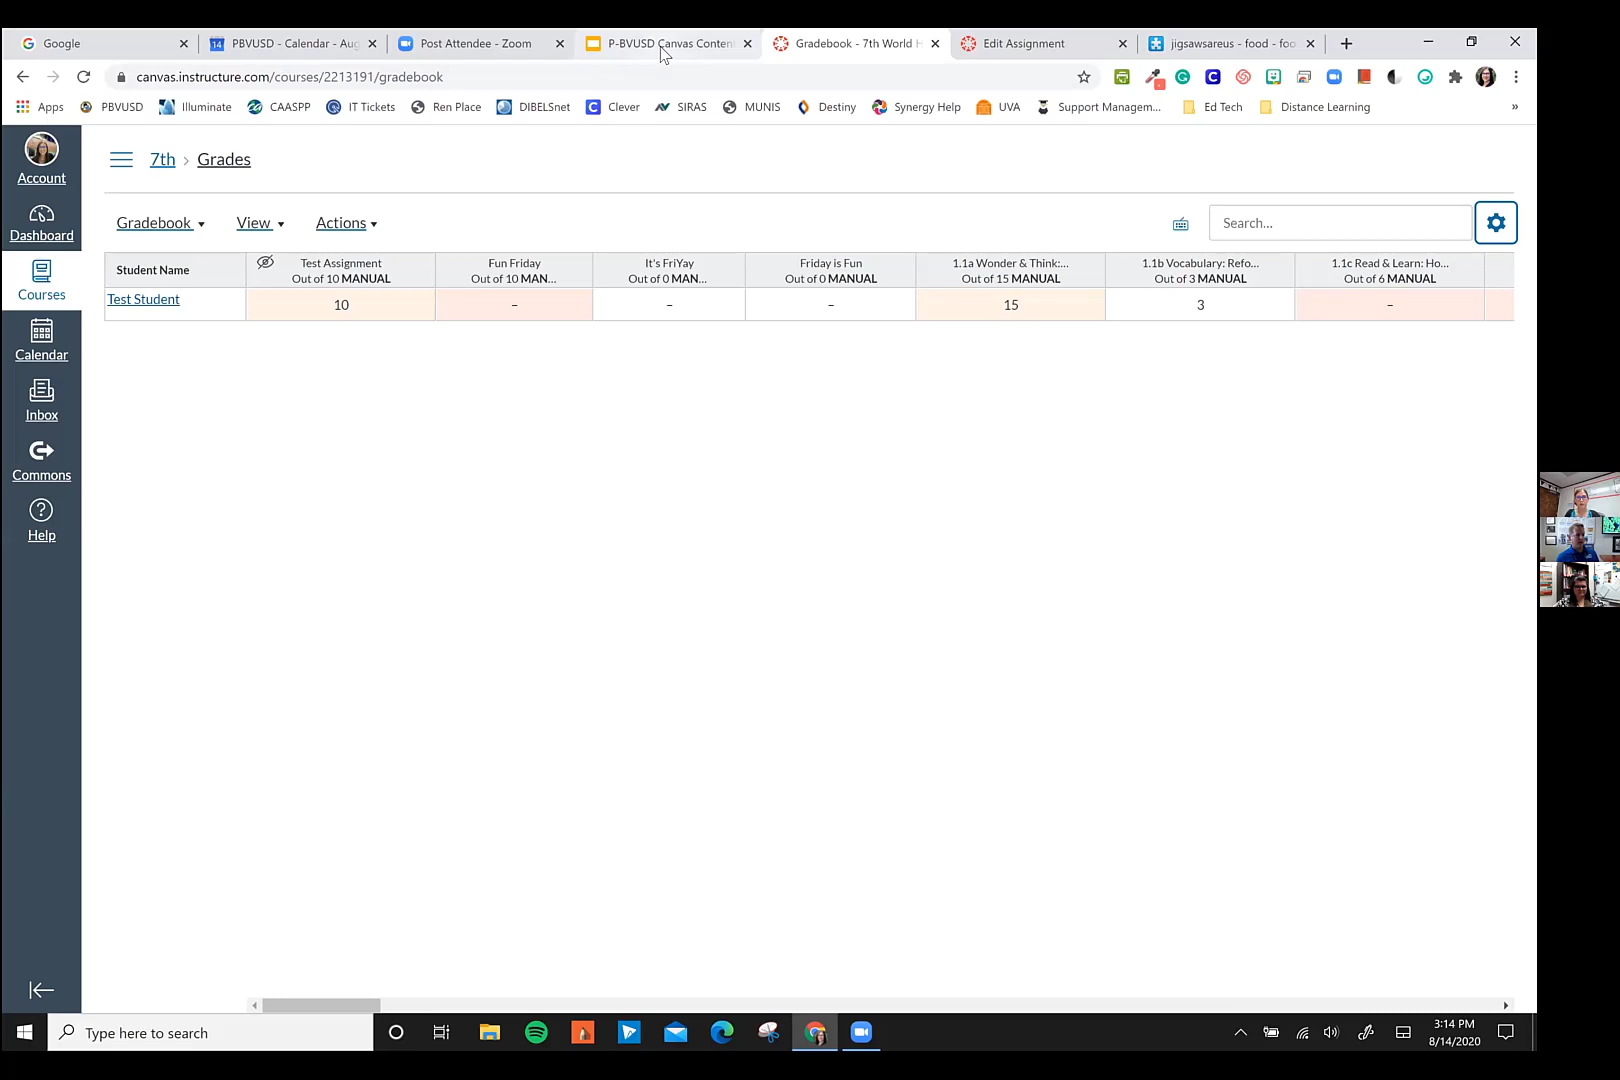 Google
PBVUSD - Calendar - Aug
Post Attendee - Zoom
P-BVUSD Canvas Conten
Gradebook - 7th World H
Edit Assignment
jigsawsareus - food - foo
canvas.instructure.com/courses/2213191/gradebook
Apps PBVUSD Illuminate CAASPP IT Tickets Ren Place DIBELSnet Clever SIRAS MUNIS Destiny Synergy Help UVA Support Managem... Ed Tech Distance Learning »
Account
Dashboard
Courses
Calendar
Inbox
Commons
Help
7th › Grades
Gradebook View Actions
Search...
Student Name
Test Assignment
Out of 10 MANUAL
Fun Friday
Out of 10 MAN...
It's FriYay
Out of 0 MAN...
Friday is Fun
Out of 0 MANUAL
1.1a Wonder & Think:...
Out of 15 MANUAL
1.1b Vocabulary: Refo...
Out of 3 MANUAL
1.1c Read & Learn: Ho...
Out of 6 MANUAL
Test Student 10 – – – 15 3 –
Type here to search
3:14 PM
8/14/2020